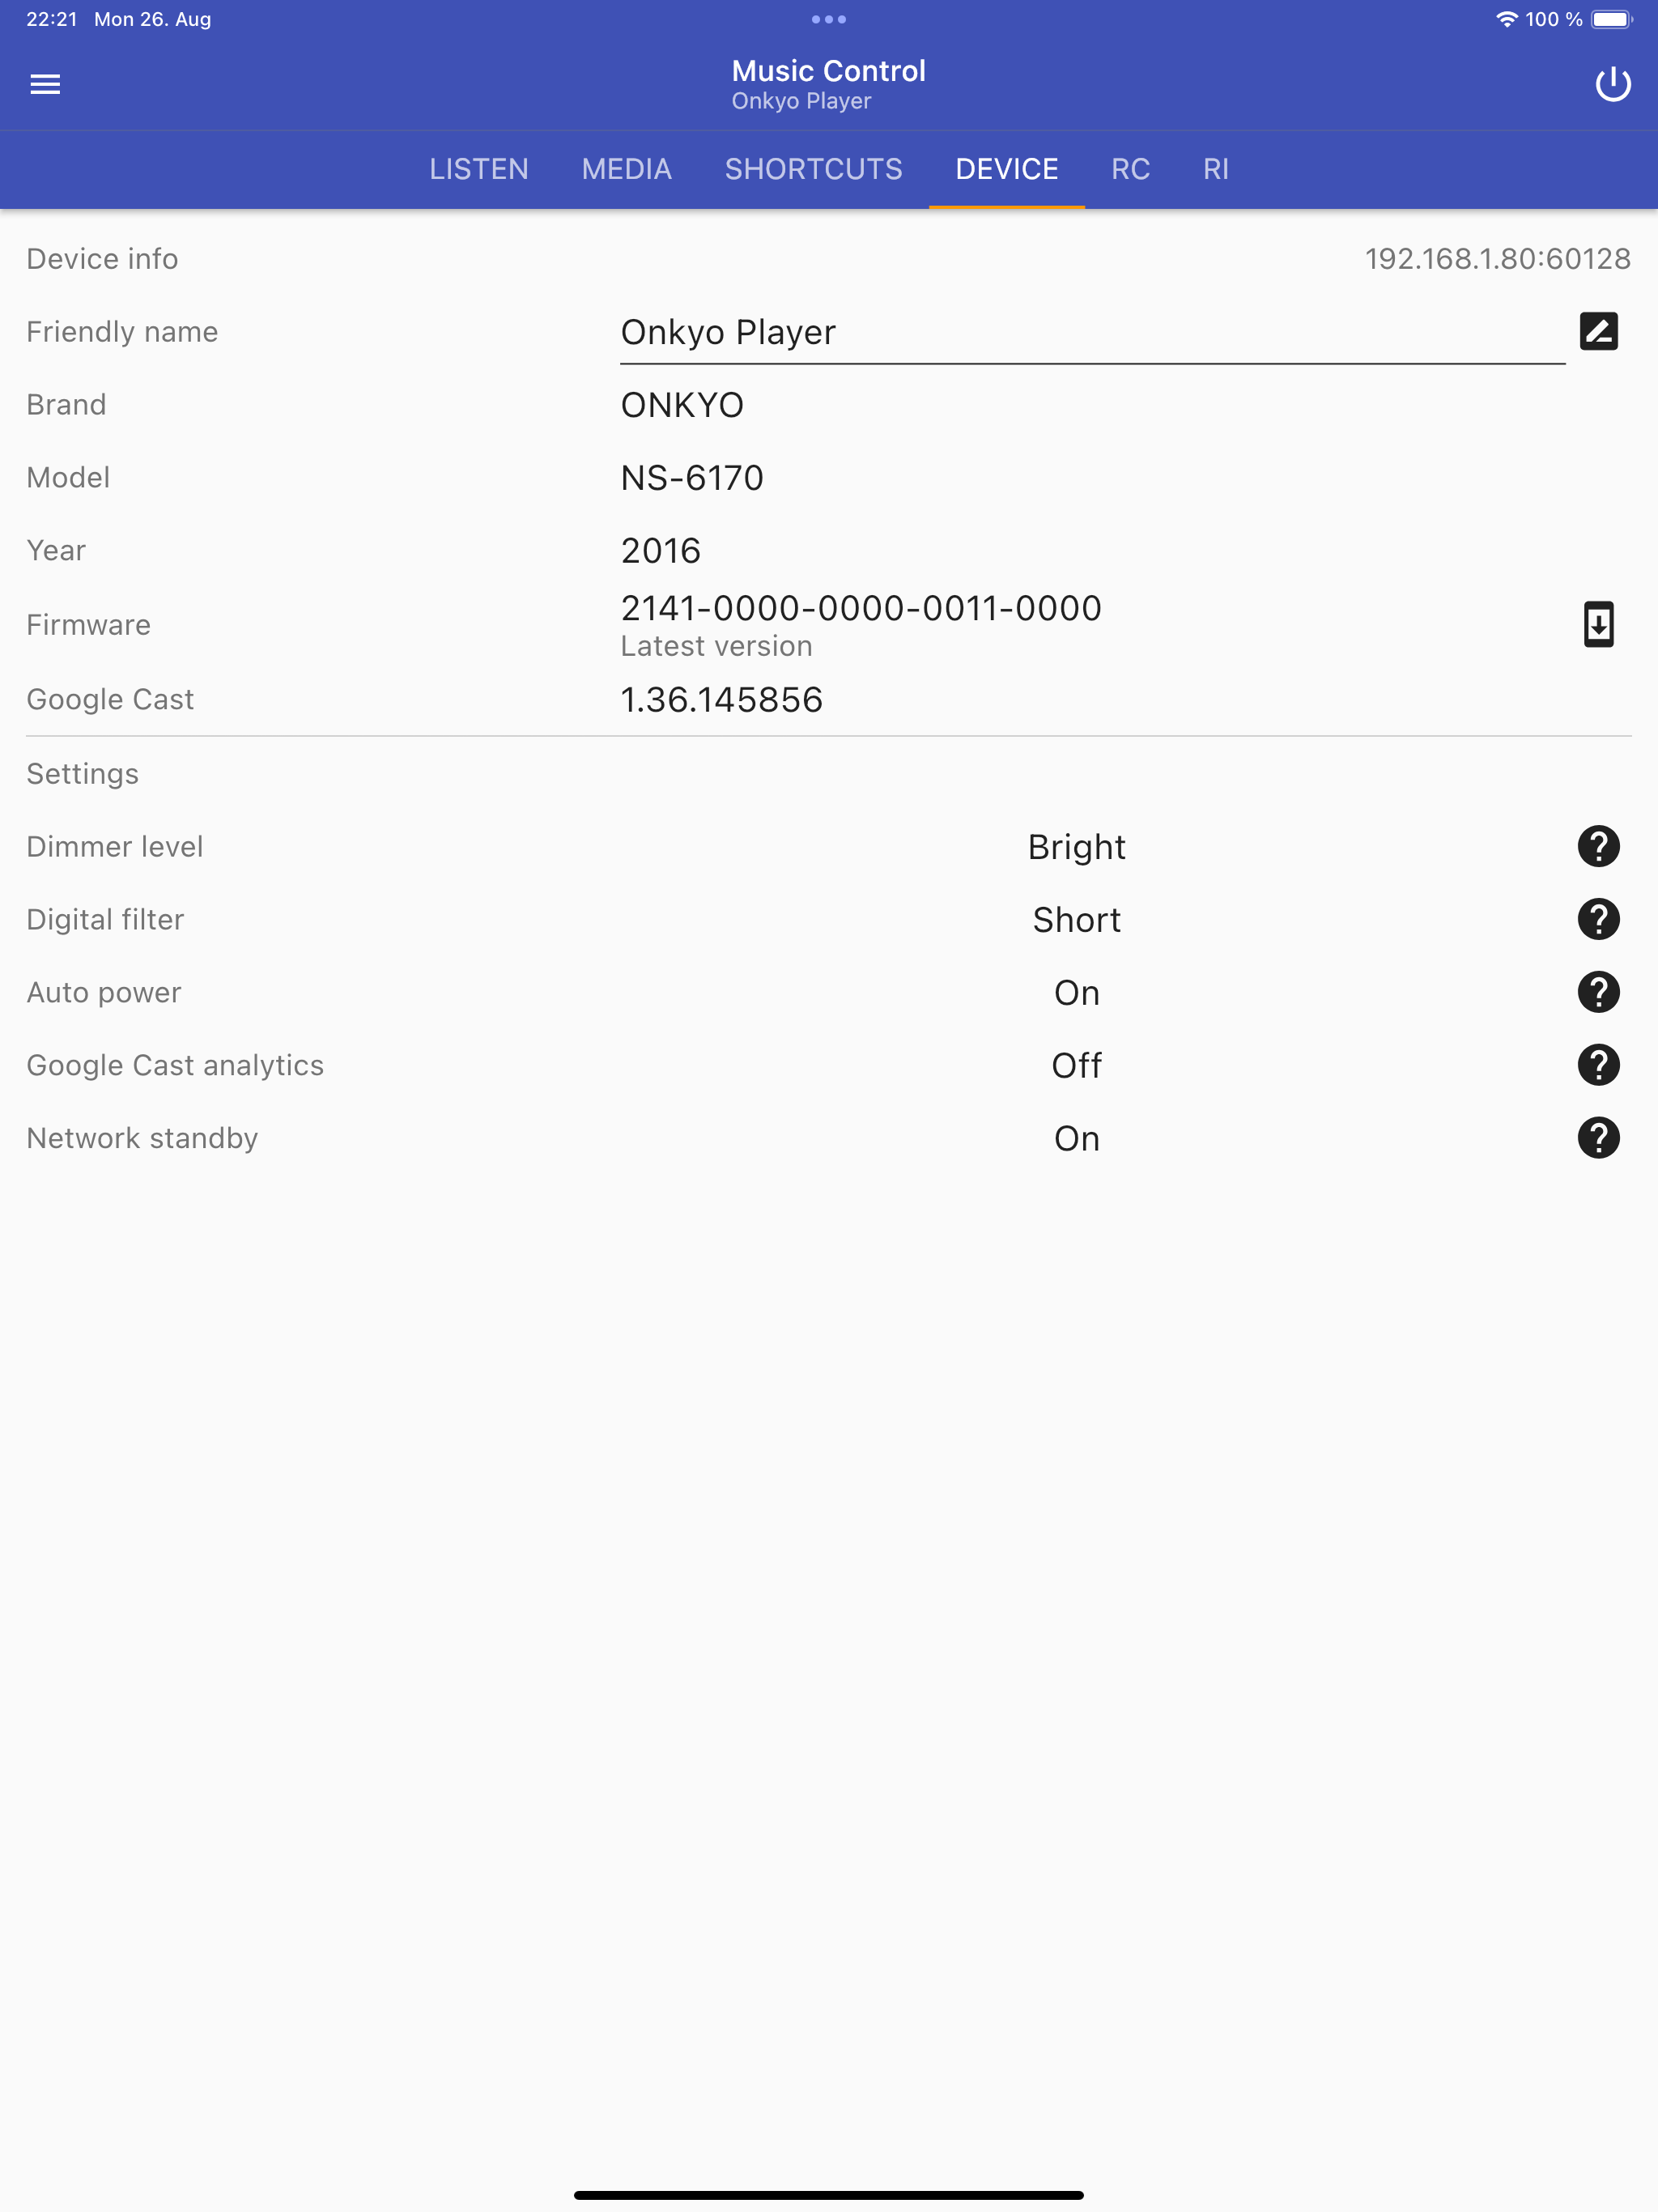 22:21 Mon 26. Aug
100 %
Music Control
Onkyo Player
LISTEN MEDIA SHORTCUTS DEVICE RC RI
Device info 192.168.1.80:60128
Friendly name Onkyo Player
Brand ONKYO
Model NS-6170
Year 2016
Firmware 2141-0000-0000-0011-0000
Latest version
Google Cast 1.36.145856
Settings
Dimmer level Bright ?
Digital filter Short ?
Auto power On ?
Google Cast analytics Off ?
Network standby On ?